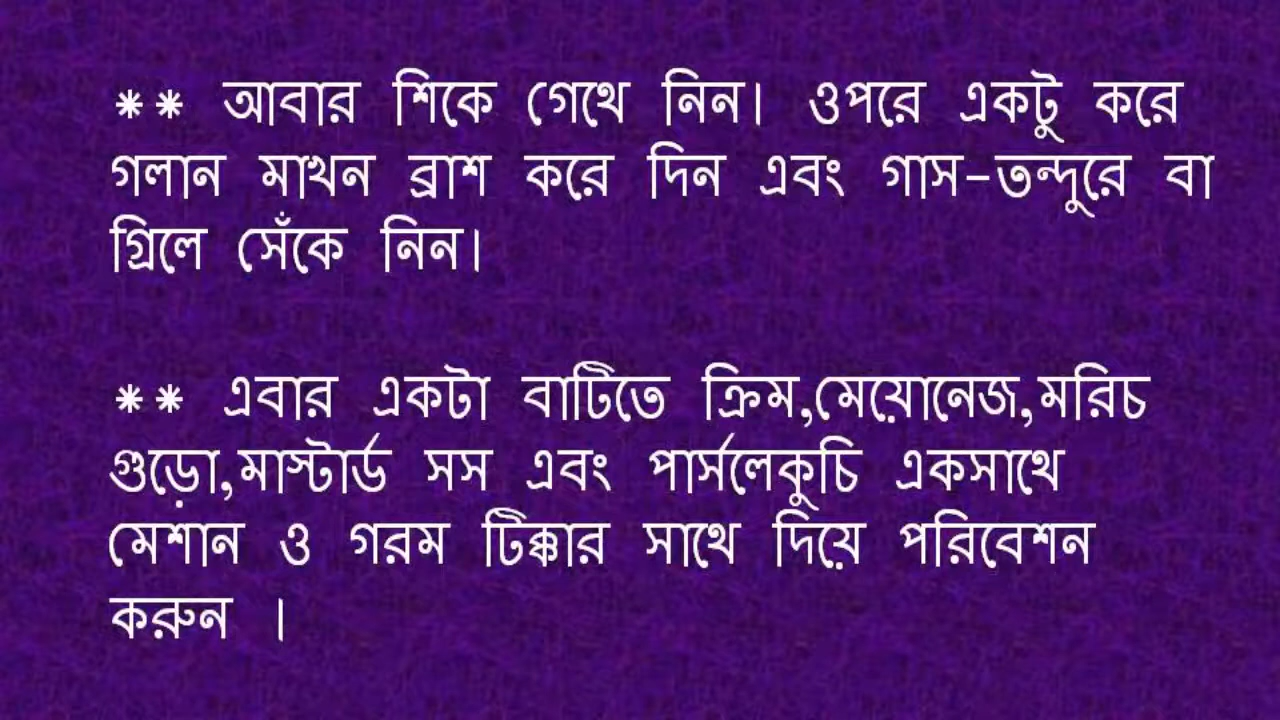 ** আবার শিকে গেথে নিন। ওপরে একটু করে
গলান মাখন ব্রাশ করে দিন এবং গাস-তন্দুরে বা
গ্রিলে সেঁকে নিন।
** এবার একটা বাটিতে ক্রিম,মেয়োনেজ,মরিচ
গুড়ো,মাস্টার্ড সস এবং পার্সলেকুচি একসাথে
মেশান ও গরম টিক্কার সাথে দিয়ে পরিবেশন
করুন ।